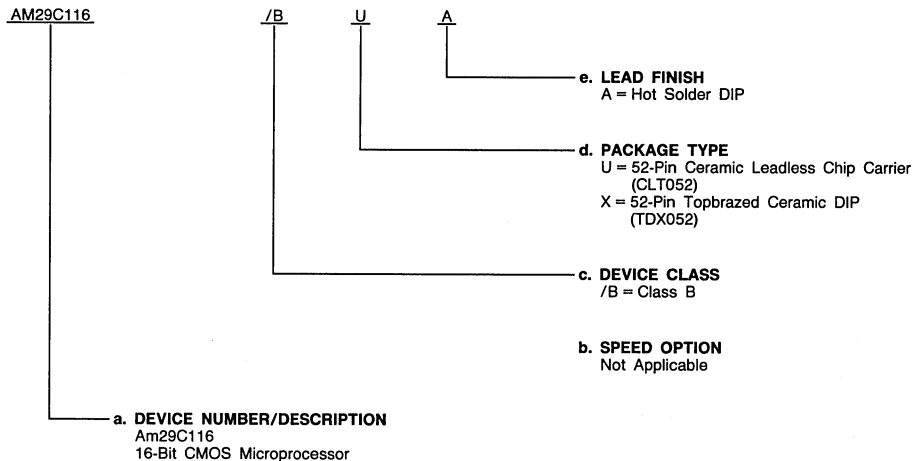 AM29C116 /B U A
e. LEAD FINISH
A = Hot Solder DIP
d. PACKAGE TYPE
U = 52-Pin Ceramic Leadless Chip Carrier
(CLT052)
X = 52-Pin Topbrazed Ceramic DIP
(TDX052)
c. DEVICE CLASS
/B = Class B
b. SPEED OPTION
Not Applicable
a. DEVICE NUMBER/DESCRIPTION
Am29C116
16-Bit CMOS Microprocessor